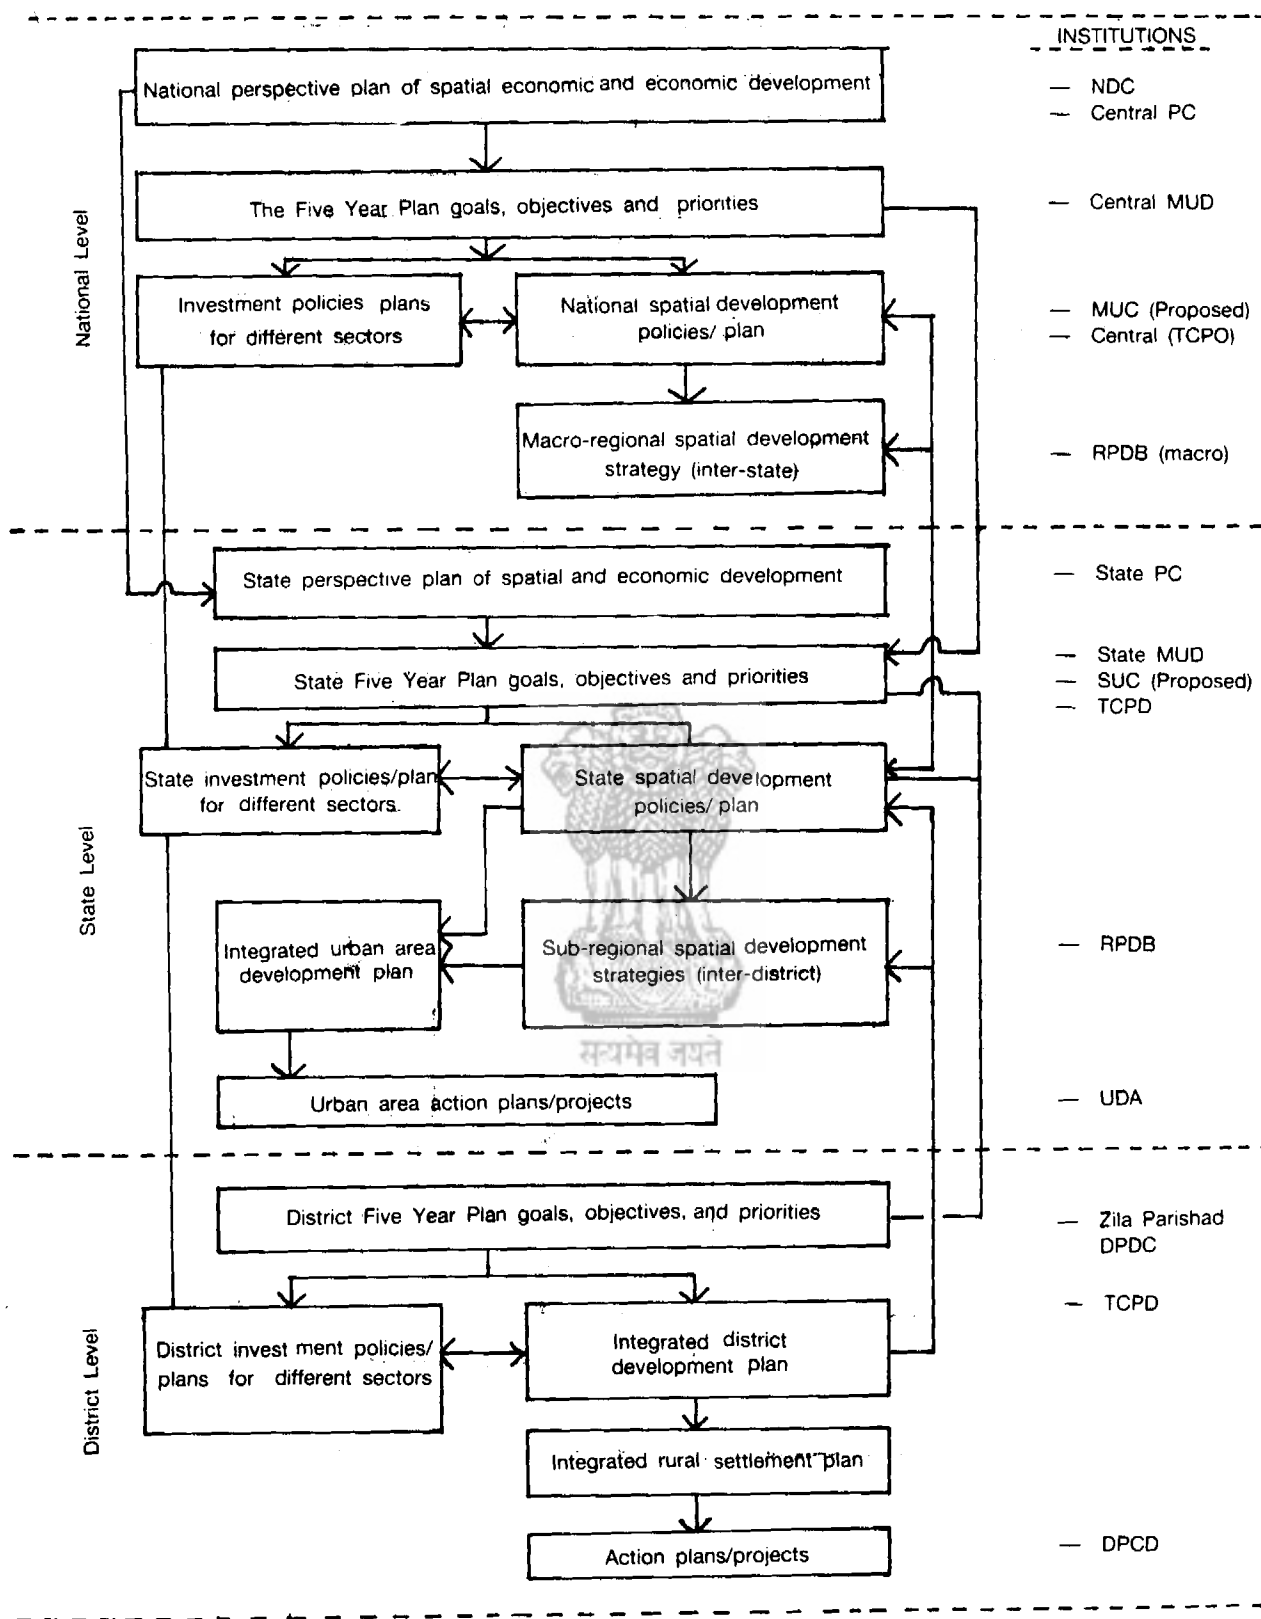 INSTITUTIONS
National perspective plan of spatial economic and economic development
— NDC
— Central PC
The Five Year Plan goals, objectives and priorities
— Central MUD
National Level
Investment policies plans
for different sectors
National spatial development
policies/ plan
— MUC (Proposed)
— Central (TCPO)
Macro-regional spatial development
strategy (inter-state)
— RPDB (macro)
State perspective plan of spatial and economic development
— State PC
State Five Year Plan goals, objectives and priorities
— State MUD
— SUC (Proposed)
— TCPD
State Level
State investment policies/plan
for different sectors.
State spatial development
policies/ plan
Integrated urban area
development plan
Sub-regional spatial development
strategies (inter-district)
— RPDB
सत्यमेव जयते
Urban area action plans/projects
— UDA
District Five Year Plan goals, objectives, and priorities
— Zila Parishad
DPDC
— TCPD
District Level
District invest ment policies/
plans for different sectors
Integrated district
development plan
Integrated rural settlement plan
Action plans/projects
— DPCD